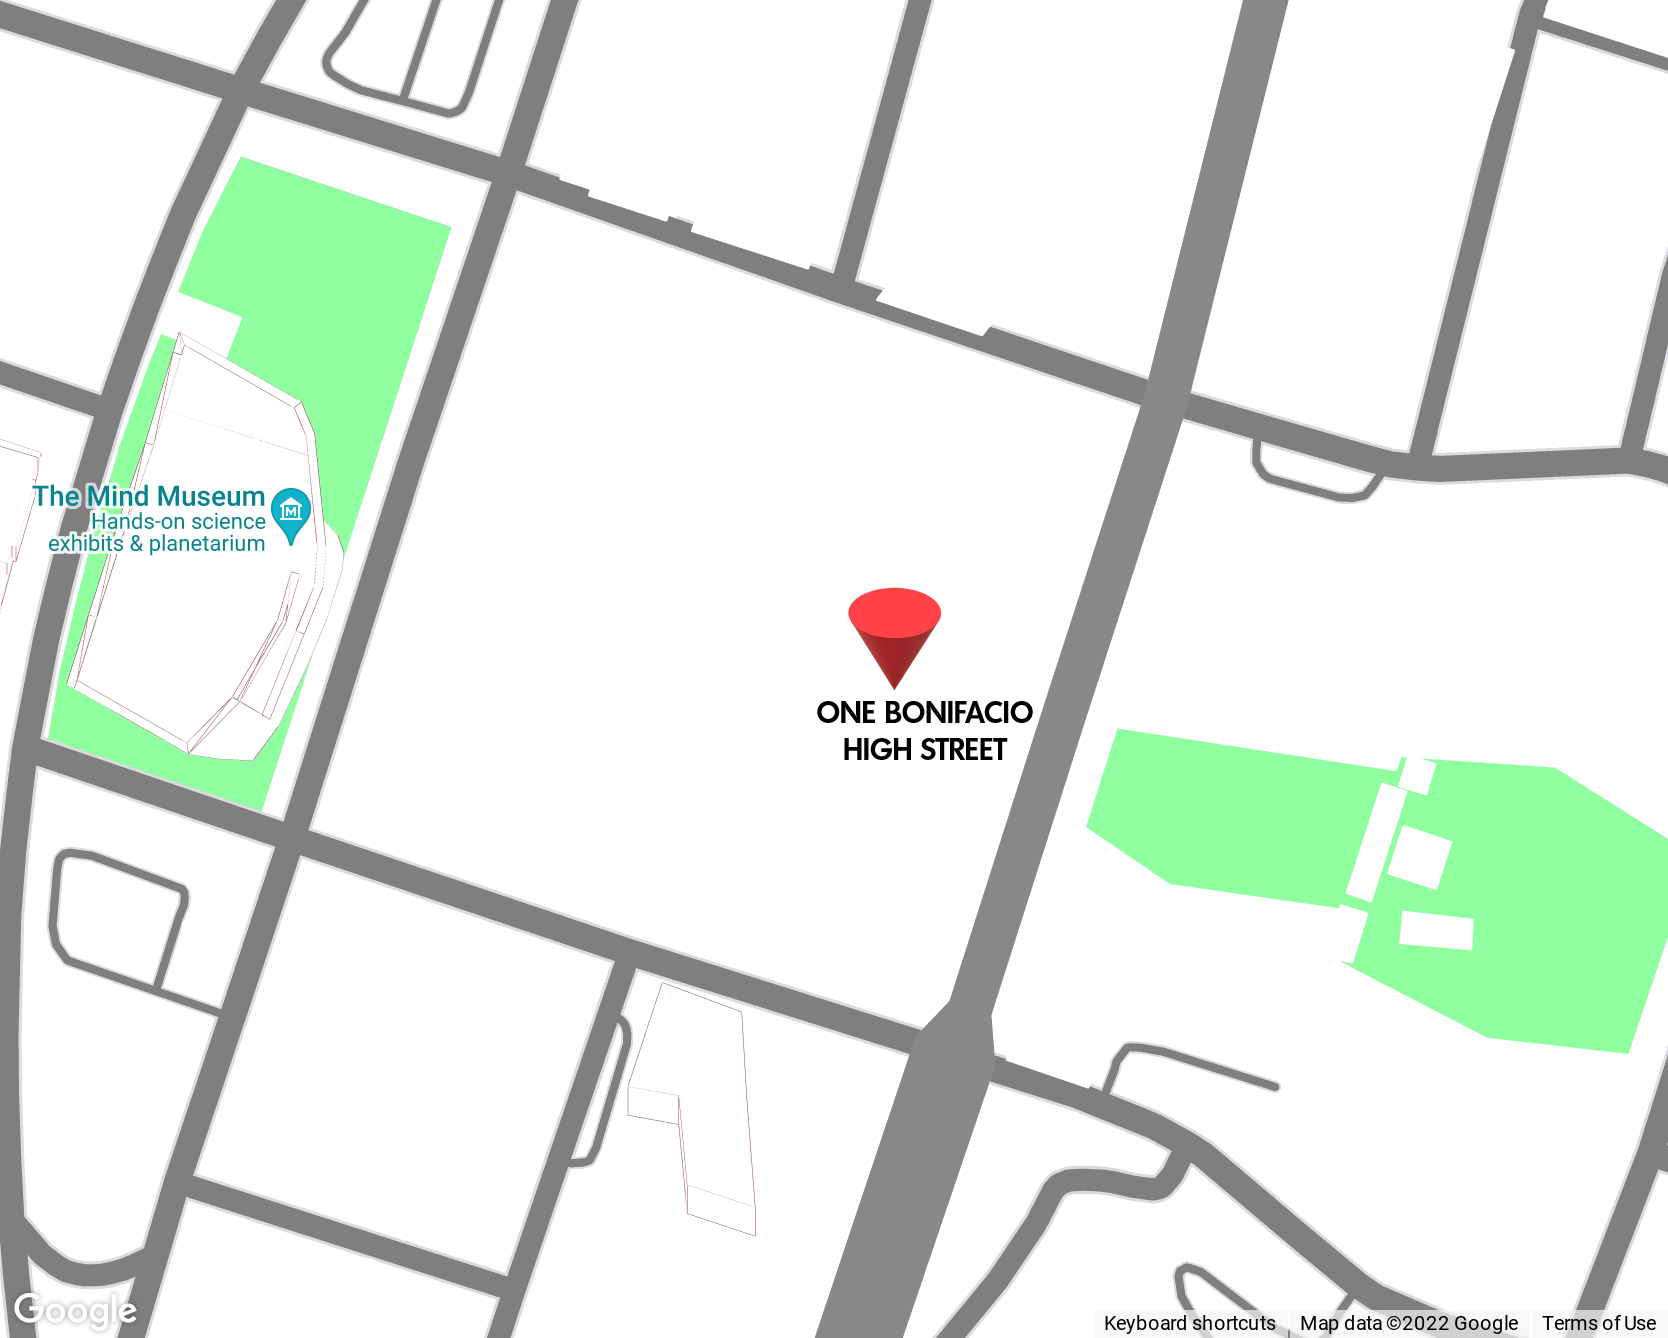 The Mind Museum
Hands-on science
exhibits & planetarium
ONE BONIFACIO
HIGH STREET
Google
Keyboard shortcuts
Map data ©2022 Google
Terms of Use